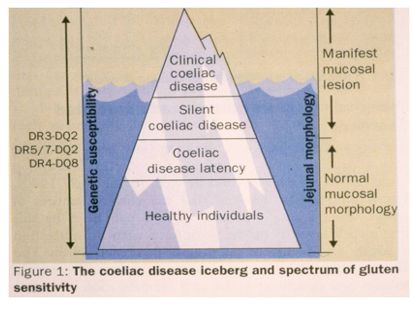 Clinical
coeliac
disease
Silent
coeliac disease
Coeliac
disease latency
Healthy individuals
Genetic susceptibility
DR3-DQ2
DR5/7-DQ2
DR4-DQ8
Jejunal morphology
Manifest
mucosal
lesion
Normal
mucosal
morphology
Figure 1: The coeliac disease iceberg and spectrum of gluten
sensitivity